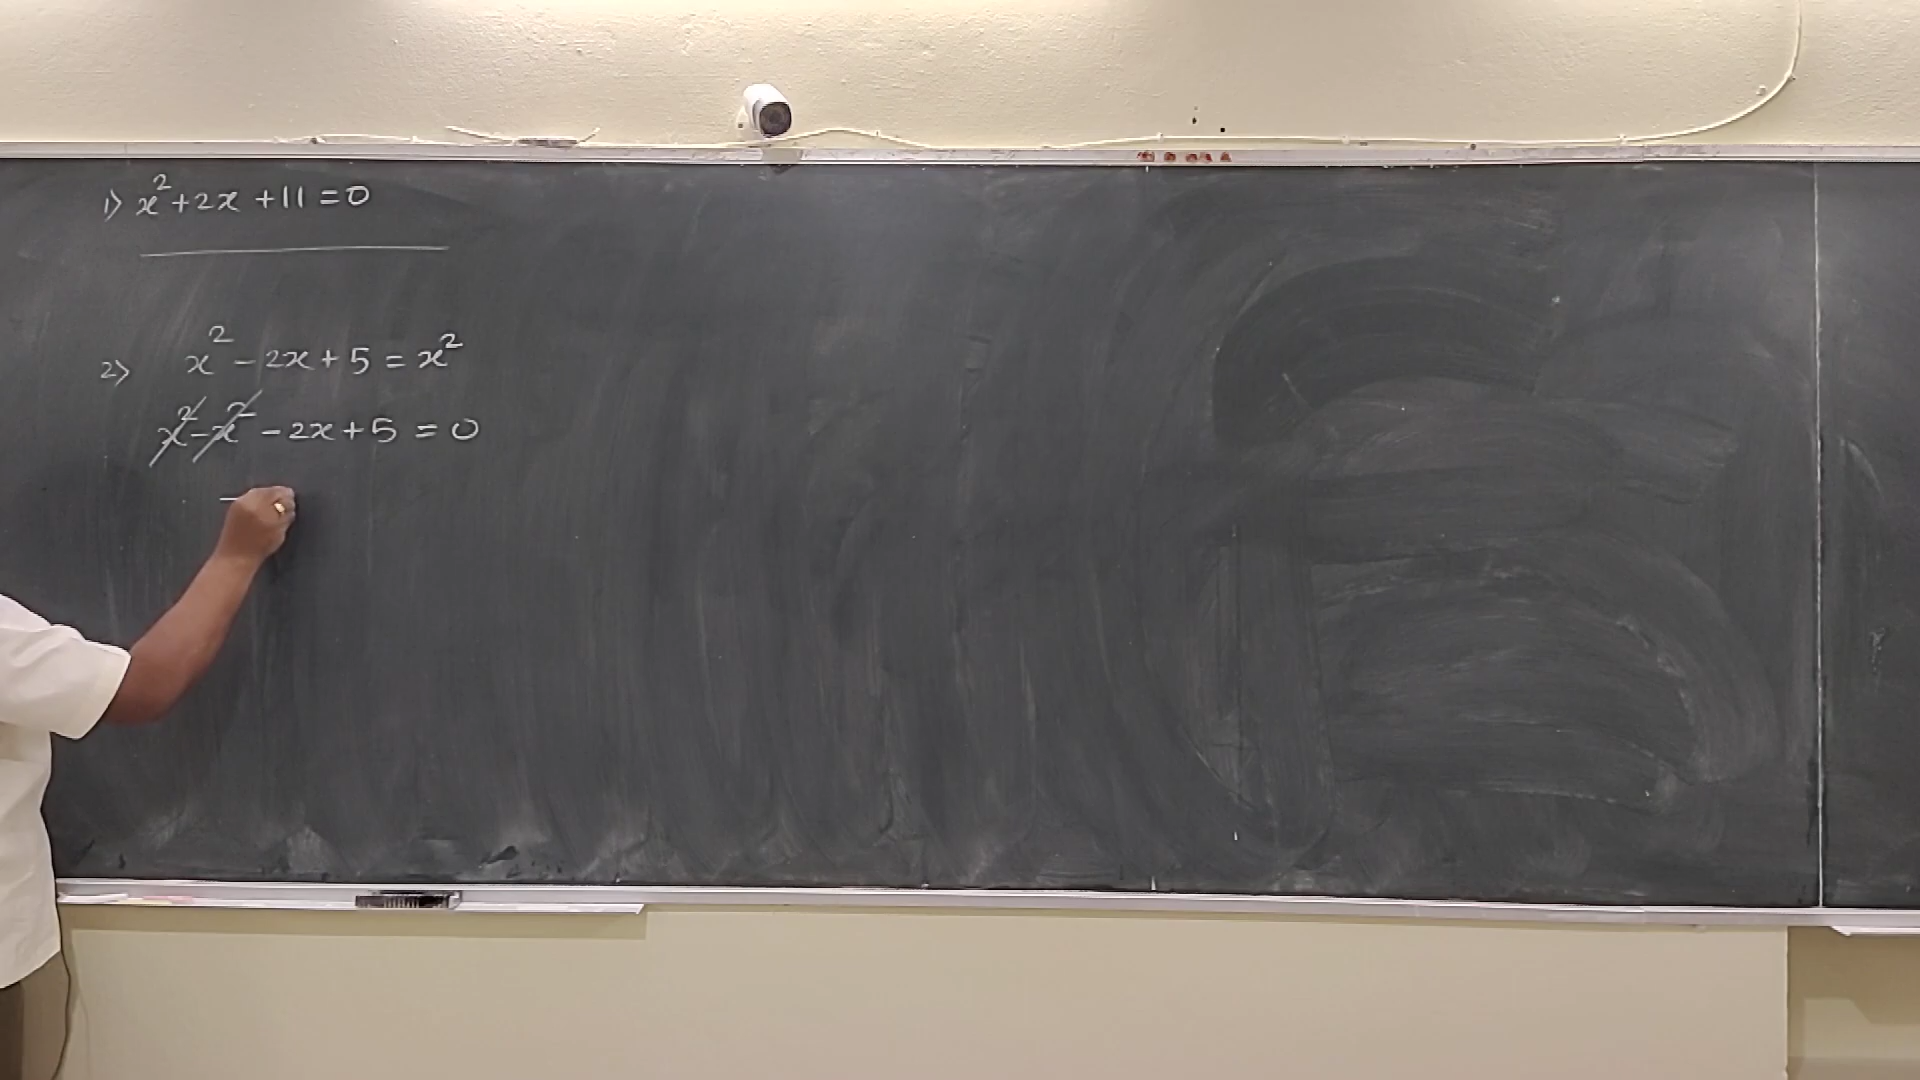 1) x²+2x+11=0
2) x²-2x+5=x²
x²-x²-2x+5=0
-